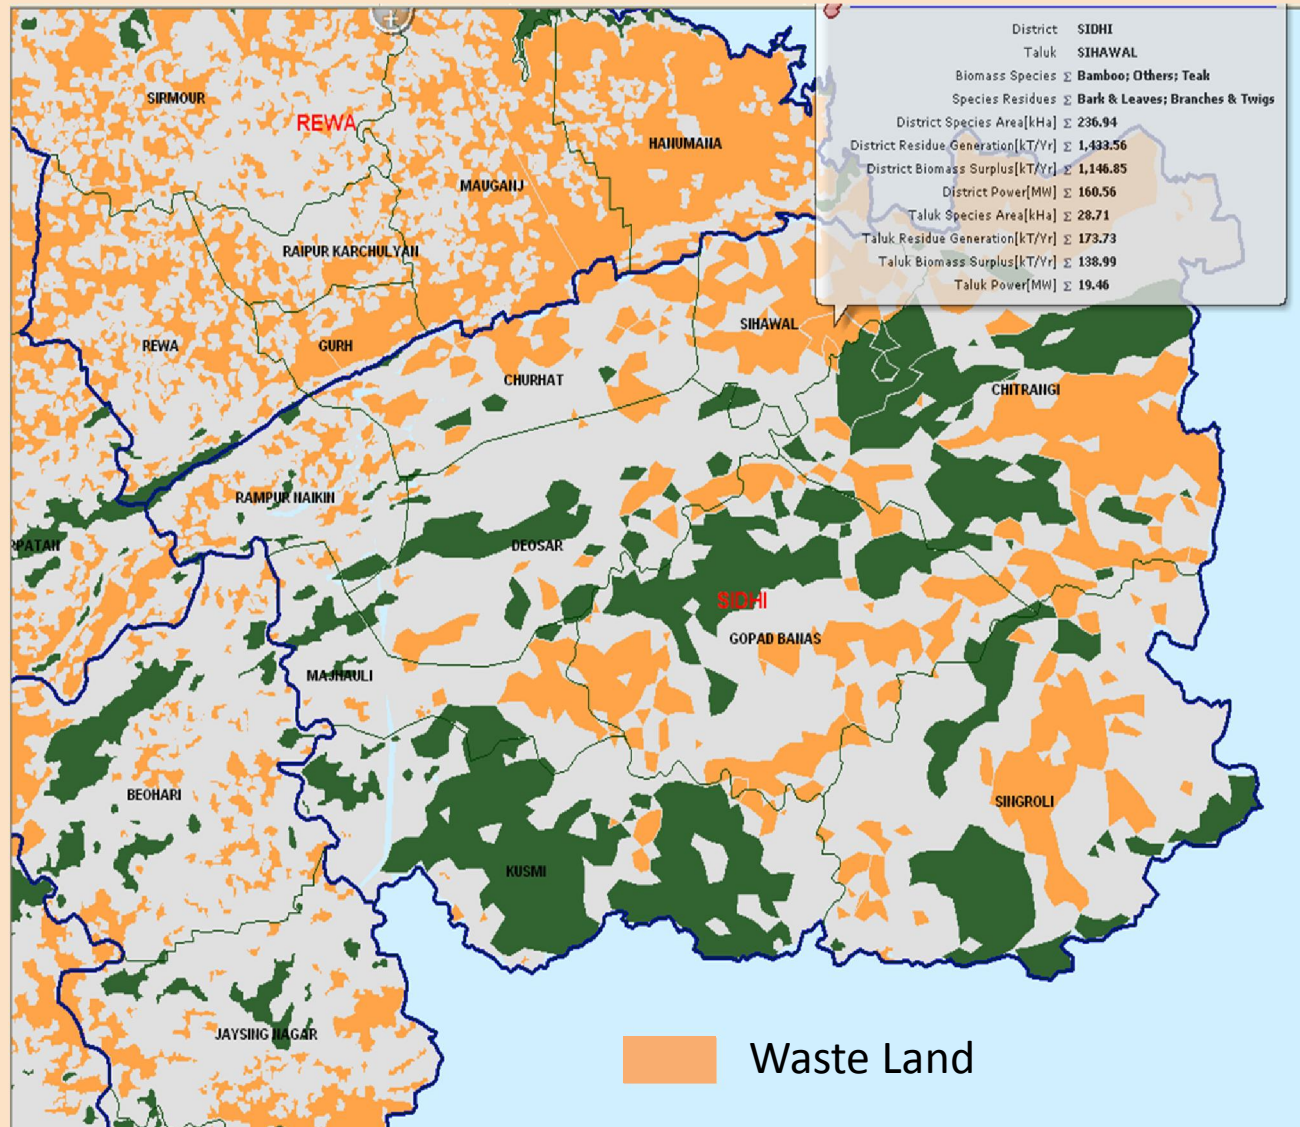 District SIDHI
Taluk SIHAWAL
Biomass Species Σ Bamboo; Others; Teak
Species Residues Σ Bark & Leaves; Branches & Twigs
District Species Area[kHa] Σ 236.94
District Residue Generation[kT/Yr] Σ 1,433.56
District Biomass Surplus[kT/Yr] Σ 1,146.85
District Power[MW] Σ 160.56
Taluk Species Area[kHa] Σ 28.71
Taluk Residue Generation[kT/Yr] Σ 173.73
Taluk Biomass Surplus[kT/Yr] Σ 138.99
Taluk Power[MW] Σ 19.46
SIRMOUR
REWA
HANUMANA
MAUGANJ
RAIPUR KARCHULYAN
SIHAWAL
REWA
GURH
CHURHAT
CHITRANGI
RAMPUR NAIKIN
RPATAN
DEOSAR
SIDHI
GOPAD BANAS
MAJHAULI
BEOHARI
SINGROLI
KUSMI
JAYSING NAGAR
Waste Land